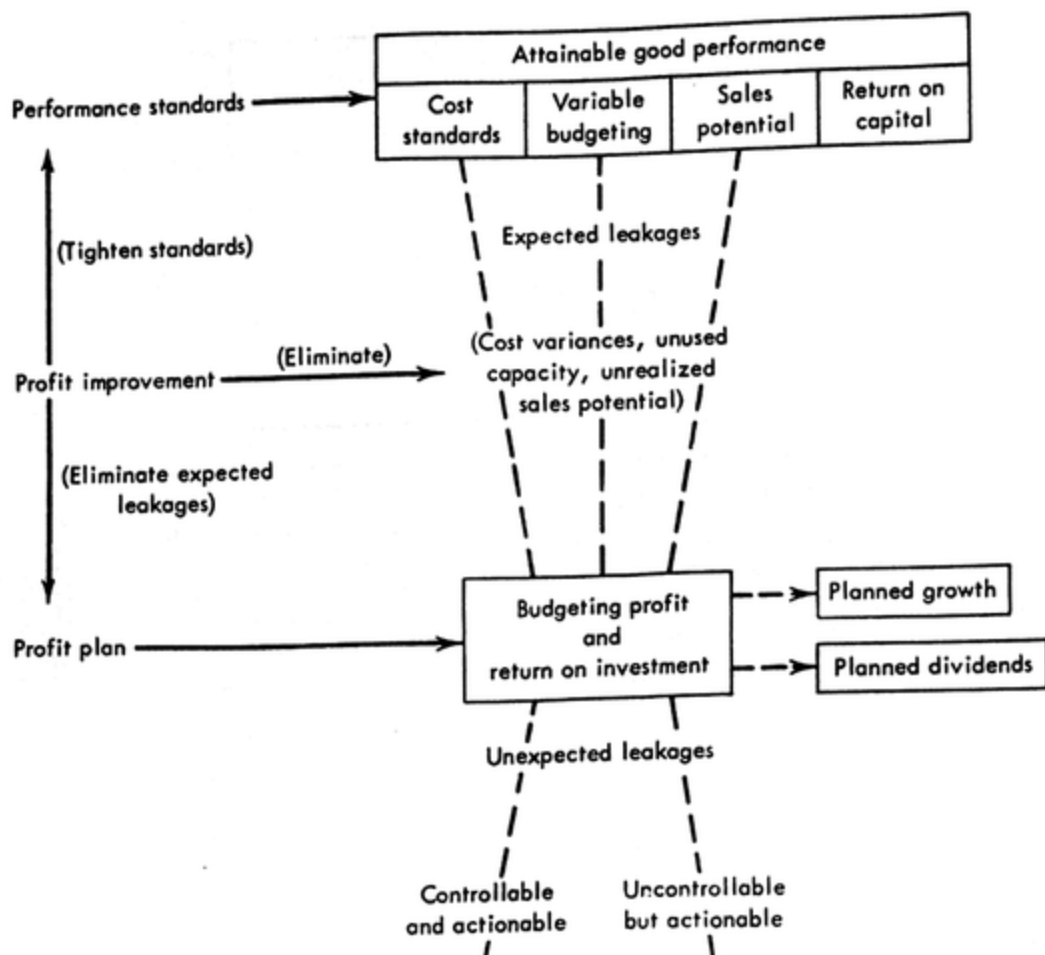 Attainable good performance
Performance standards
Cost
standards
Variable
budgeting
Sales
potential
Return on
capital
(Tighten standards)
Expected leakages
Profit improvement
(Eliminate)
(Cost variances, unused
capacity, unrealized
sales potential)
(Eliminate expected
leakages)
Profit plan
Budgeting profit
and
return on investment
Planned growth
Planned dividends
Unexpected leakages
Controllable
and actionable
Uncontrollable
but actionable